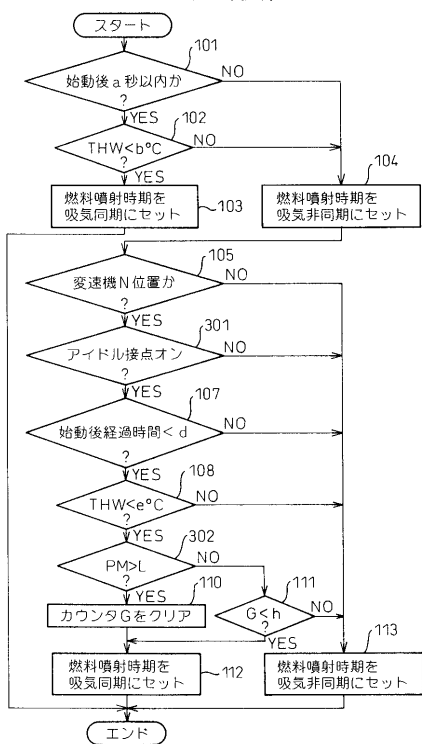 スタート
101
始動後a秒以内か
?
NO
YES
102
THW<b°C
?
NO
YES
燃料噴射時期を
吸気同期にセット
103
104
燃料噴射時期を
吸気非同期にセット
105
変速機N位置か
?
NO
YES
301
アイドル接点オン
?
NO
YES
107
始動後経過時間<d
?
NO
YES
108
THW<e°C
?
NO
YES
302
PM>L
?
NO
YES
110
カウンタGをクリア
111
G<h
?
NO
YES
燃料噴射時期を
吸気同期にセット
112
113
燃料噴射時期を
吸気非同期にセット
エンド